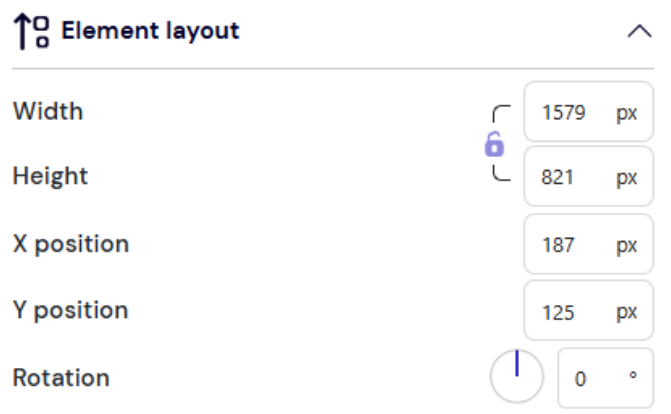 Element layout
Width 1579 px
Height 821 px
X position 187 px
Y position 125 px
Rotation 0 °